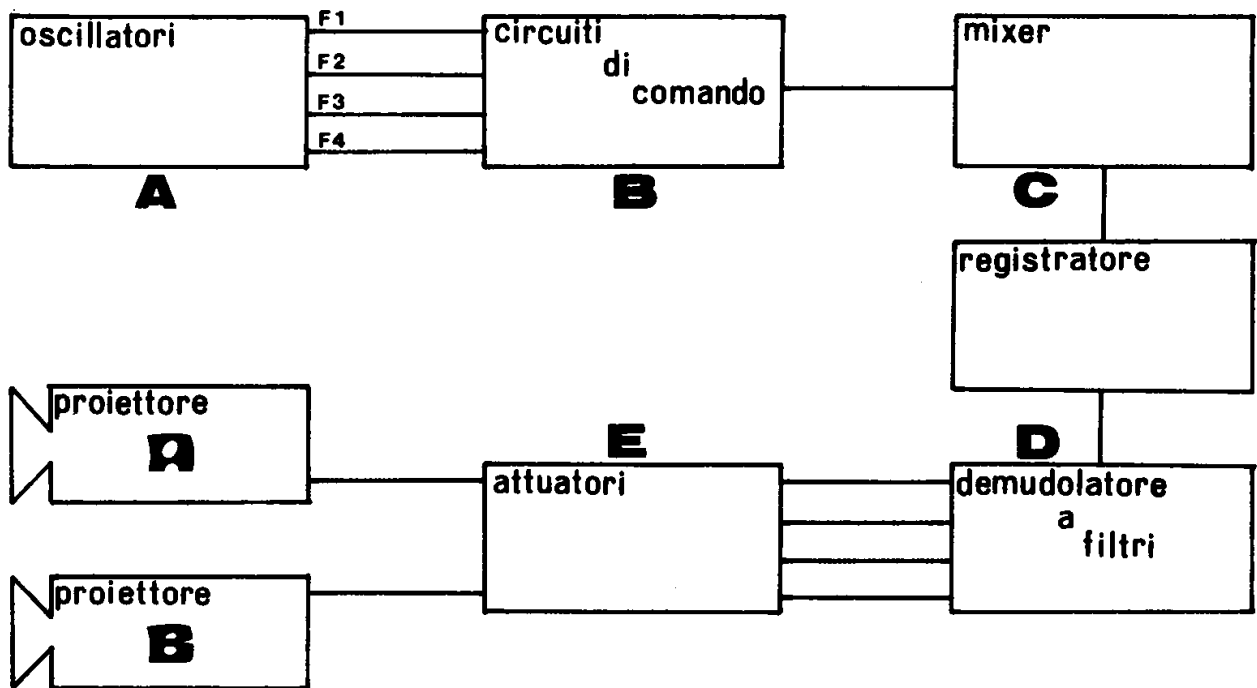 oscillatori
F1
F2
F3
F4
A
circuiti
di
comando
B
mixer
C
registratore
proiettore
A
proiettore
B
E
attuatori
D
demudolatore
a
filtri